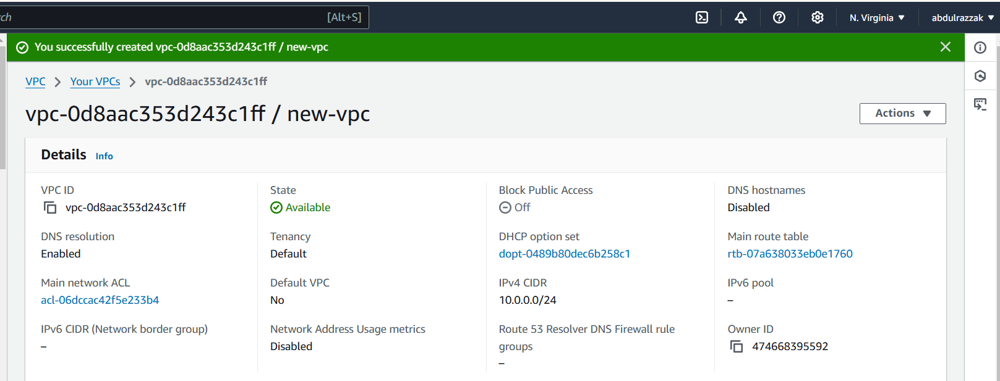 [Alt+S] N. Virginia abdulrazzak
You successfully created vpc-0d8aac353d243c1ff / new-vpc
VPC Your VPCs vpc-0d8aac353d243c1ff
vpc-0d8aac353d243c1ff / new-vpc
Actions
Details Info
VPC ID
vpc-0d8aac353d243c1ff
State
Available
Block Public Access
Off
DNS hostnames
Disabled
DNS resolution
Enabled
Tenancy
Default
DHCP option set
dopt-0489b80dec6b258c1
Main route table
rtb-07a638033eb0e1760
Main network ACL
acl-06dccac42f5e233b4
Default VPC
No
IPv4 CIDR
10.0.0.0/24
IPv6 pool
–
IPv6 CIDR (Network border group)
–
Network Address Usage metrics
Disabled
Route 53 Resolver DNS Firewall rule
groups
–
Owner ID
474668395592